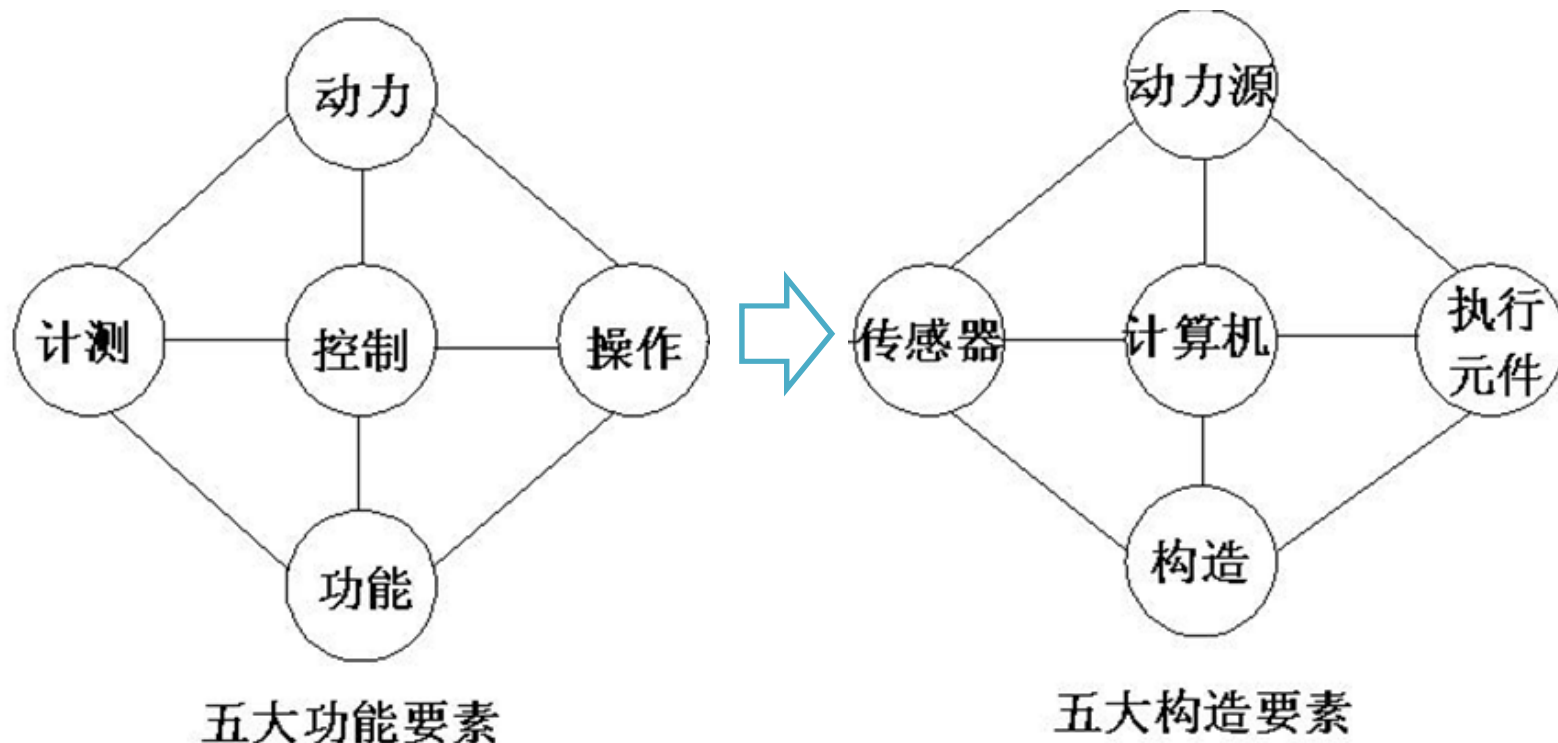 动力
计测
控制
操作
功能
五大功能要素
动力源
传感器
计算机
执行
元件
构造
五大构造要素